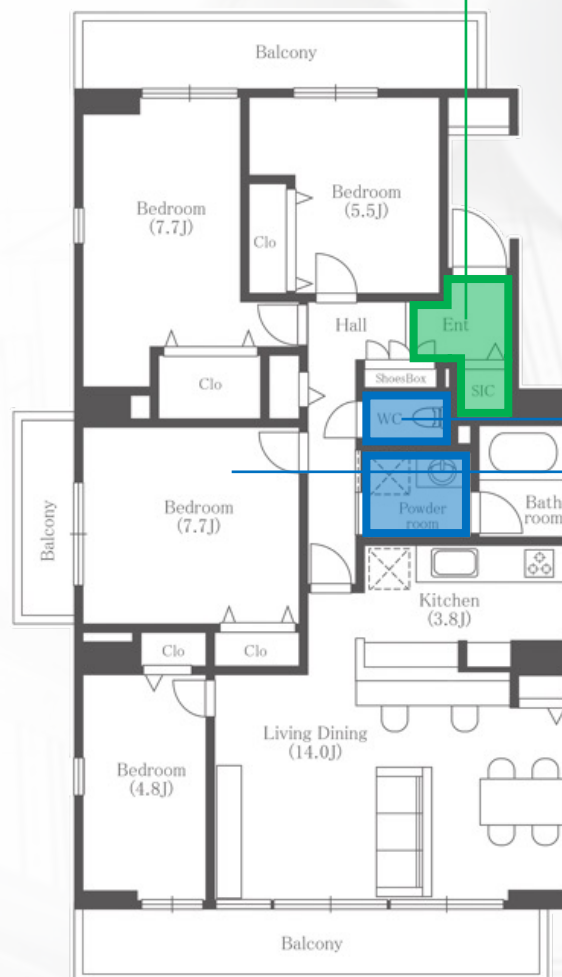 Balcony
Bedroom
(5.5J)
Bedroom
(7.7J)
Clo
Hall
Ent
Clo
ShoesBox
SIC
WC
Bedroom
(7.7J)
Powder
room
Bath
room
Balcony
Kitchen
(3.8J)
Clo
Clo
Living Dining
(14.0J)
Bedroom
(4.8J)
Balcony